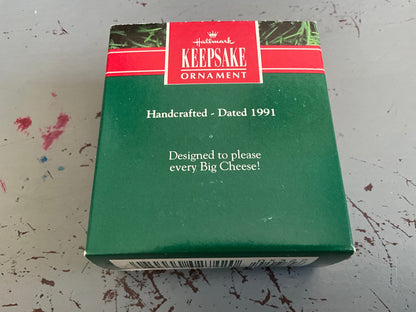 Hallmark
KEEPSAKE
ORNAMENT
Handcrafted - Dated 1991
Designed to please
every Big Cheese!